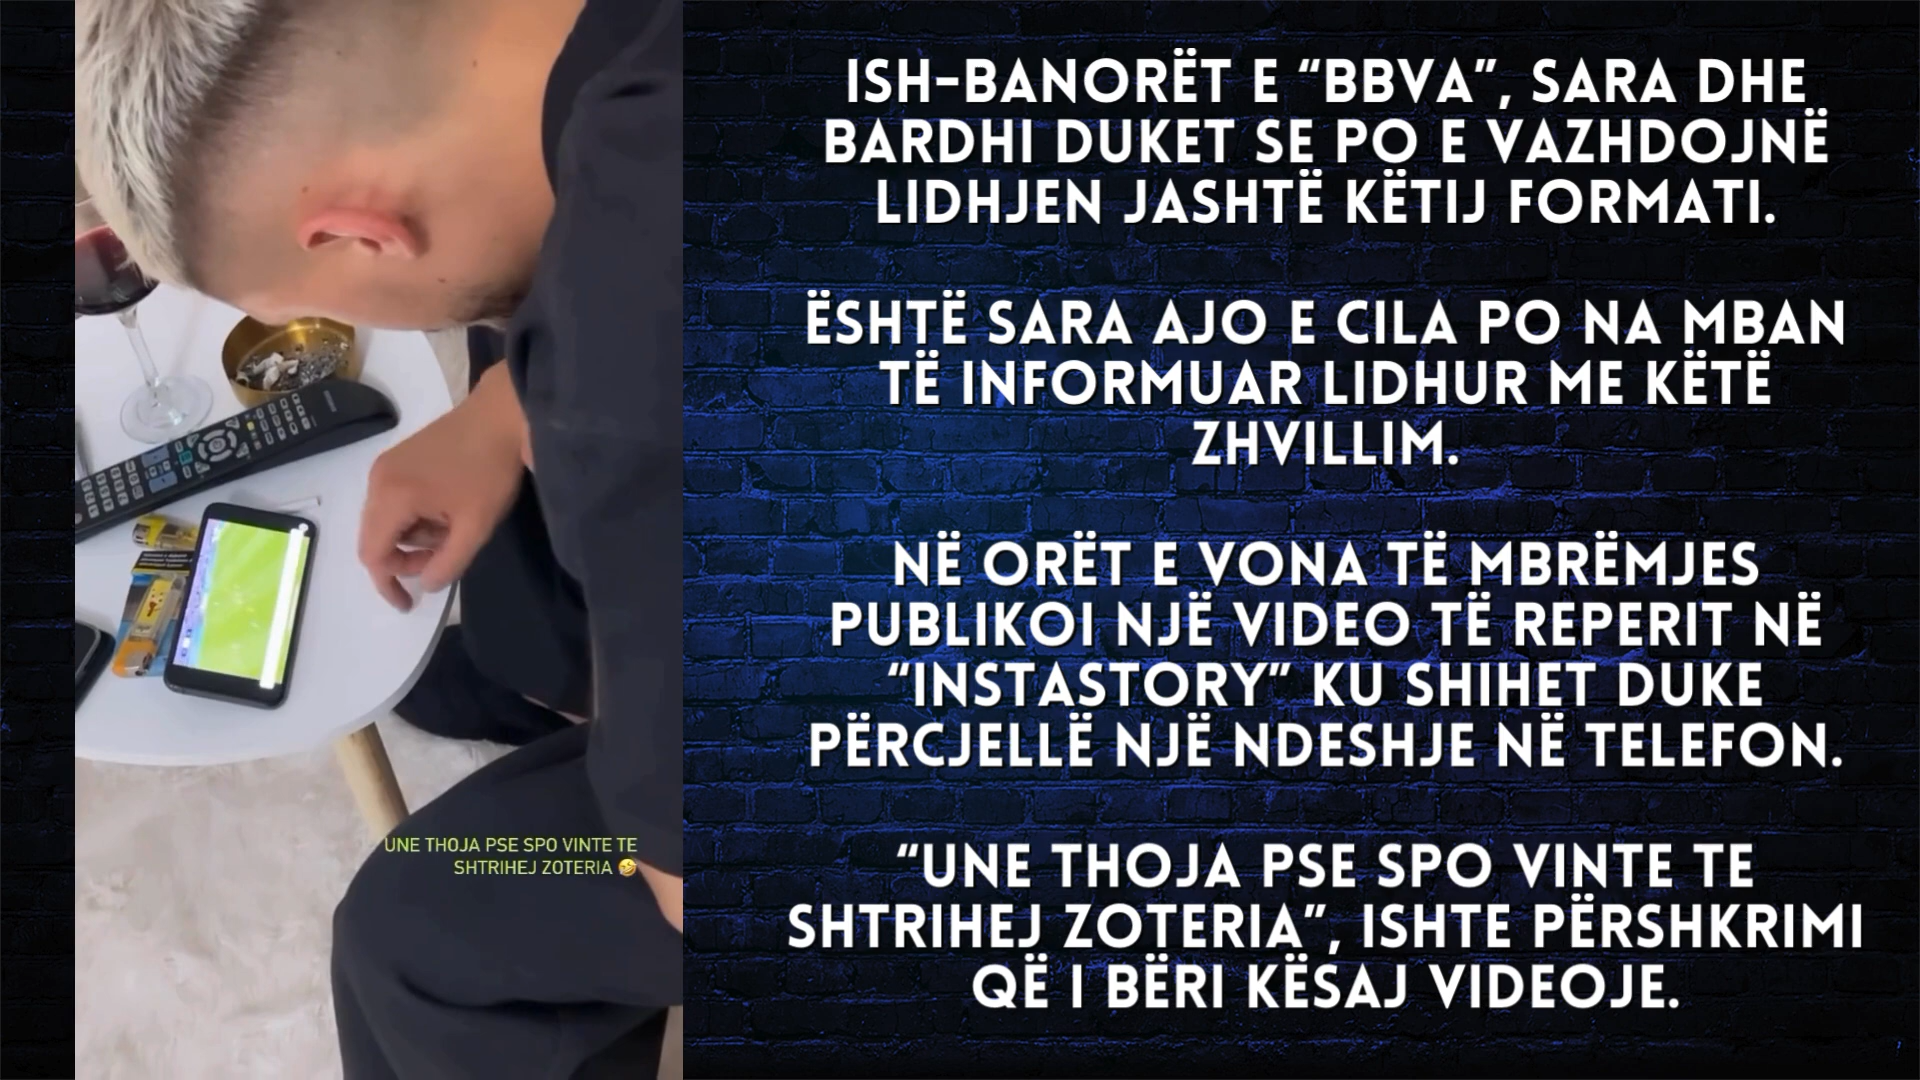 ISH-BANORËT E “BBVA”, SARA DHE
BARDHI DUKET SE PO E VAZHDOJNË
LIDHJEN JASHTË KËTIJ FORMATI.
ËSHTË SARA AJO E CILA PO NA MBAN
TË INFORMUAR LIDHUR ME KËTË
ZHVILLIM.
NË ORËT E VONA TË MBRËMJES
PUBLIKOI NJË VIDEO TË REPERIT NË
“INSTASTORY” KU SHIHET DUKE
PËRCJELLË NJË NDESHJE NË TELEFON.
“UNE THOJA PSE SPO VINTE TE
SHTRIHEJ ZOTERIA”, ISHTE PËRSHKRIMI
QË I BËRI KËSAJ VIDEOJE.
UNE THOJA PSE SPO VINTE TE
SHTRIHEJ ZOTERIA 🤣